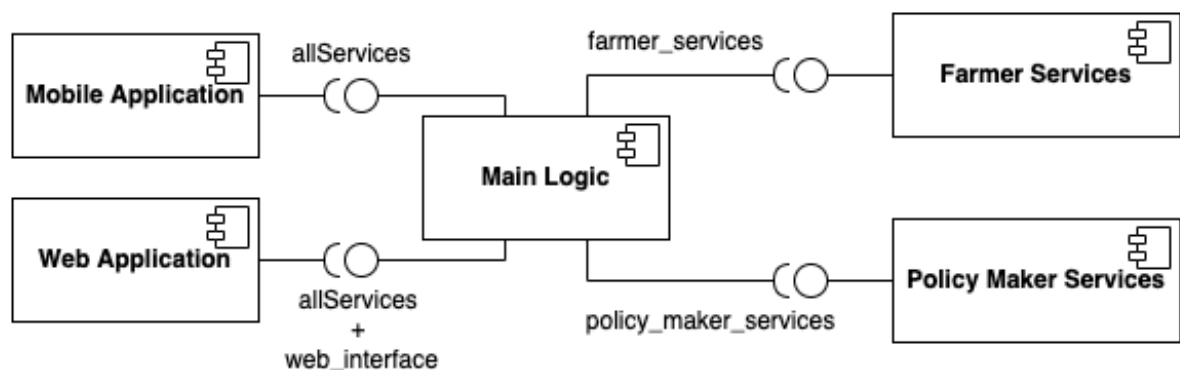 allServices
farmer_services
Mobile Application
Farmer Services
Main Logic
Web Application
Policy Maker Services
allServices
+
web_interface
policy_maker_services